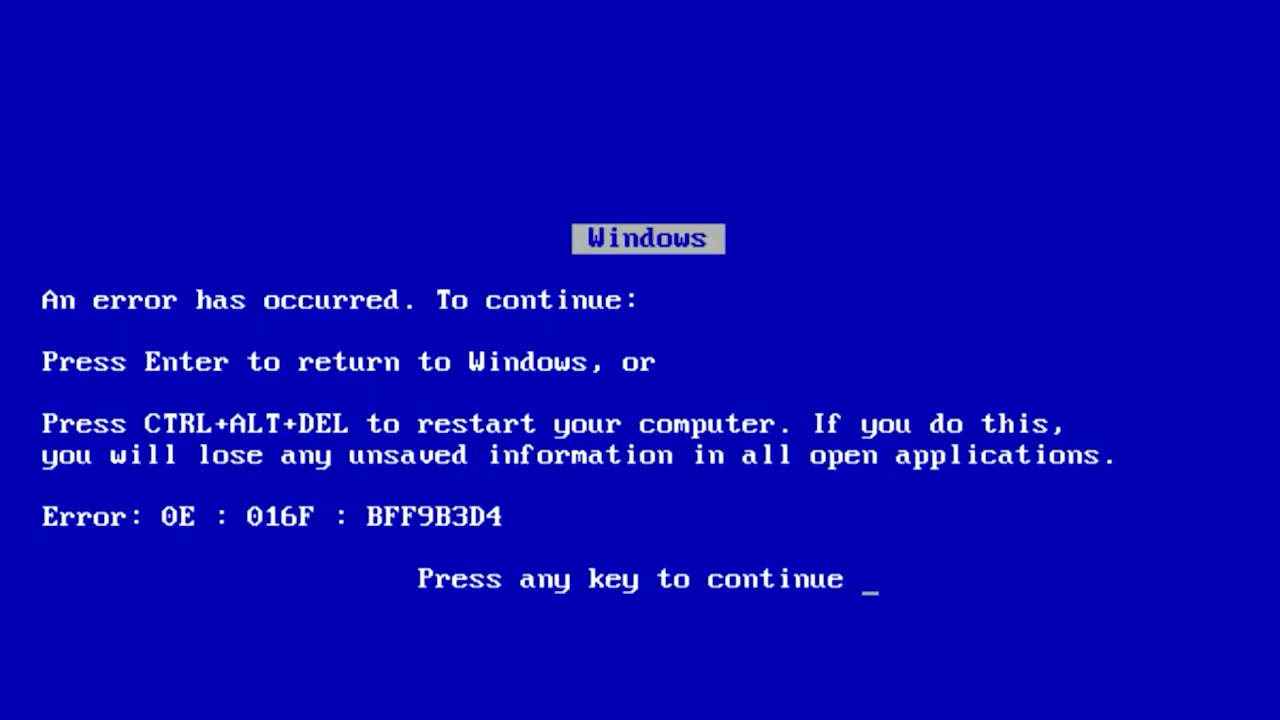 Windows
An error has occurred. To continue:
Press Enter to return to Windows, or
Press CTRL+ALT+DEL to restart your computer. If you do this,
you will lose any unsaved information in all open applications.
Error: 0E : 016F : BFF9B3D4
Press any key to continue _